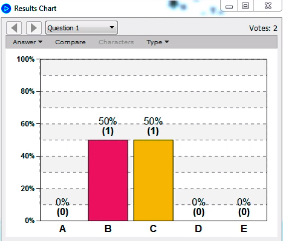 Results Chart
Question 1 Votes: 2
Answer Compare Characters Type
100%
80%
60%
50% 50%
(1) (1)
40%
20%
0% 0% 0%
(0) (0) (0)
0%
A B C D E